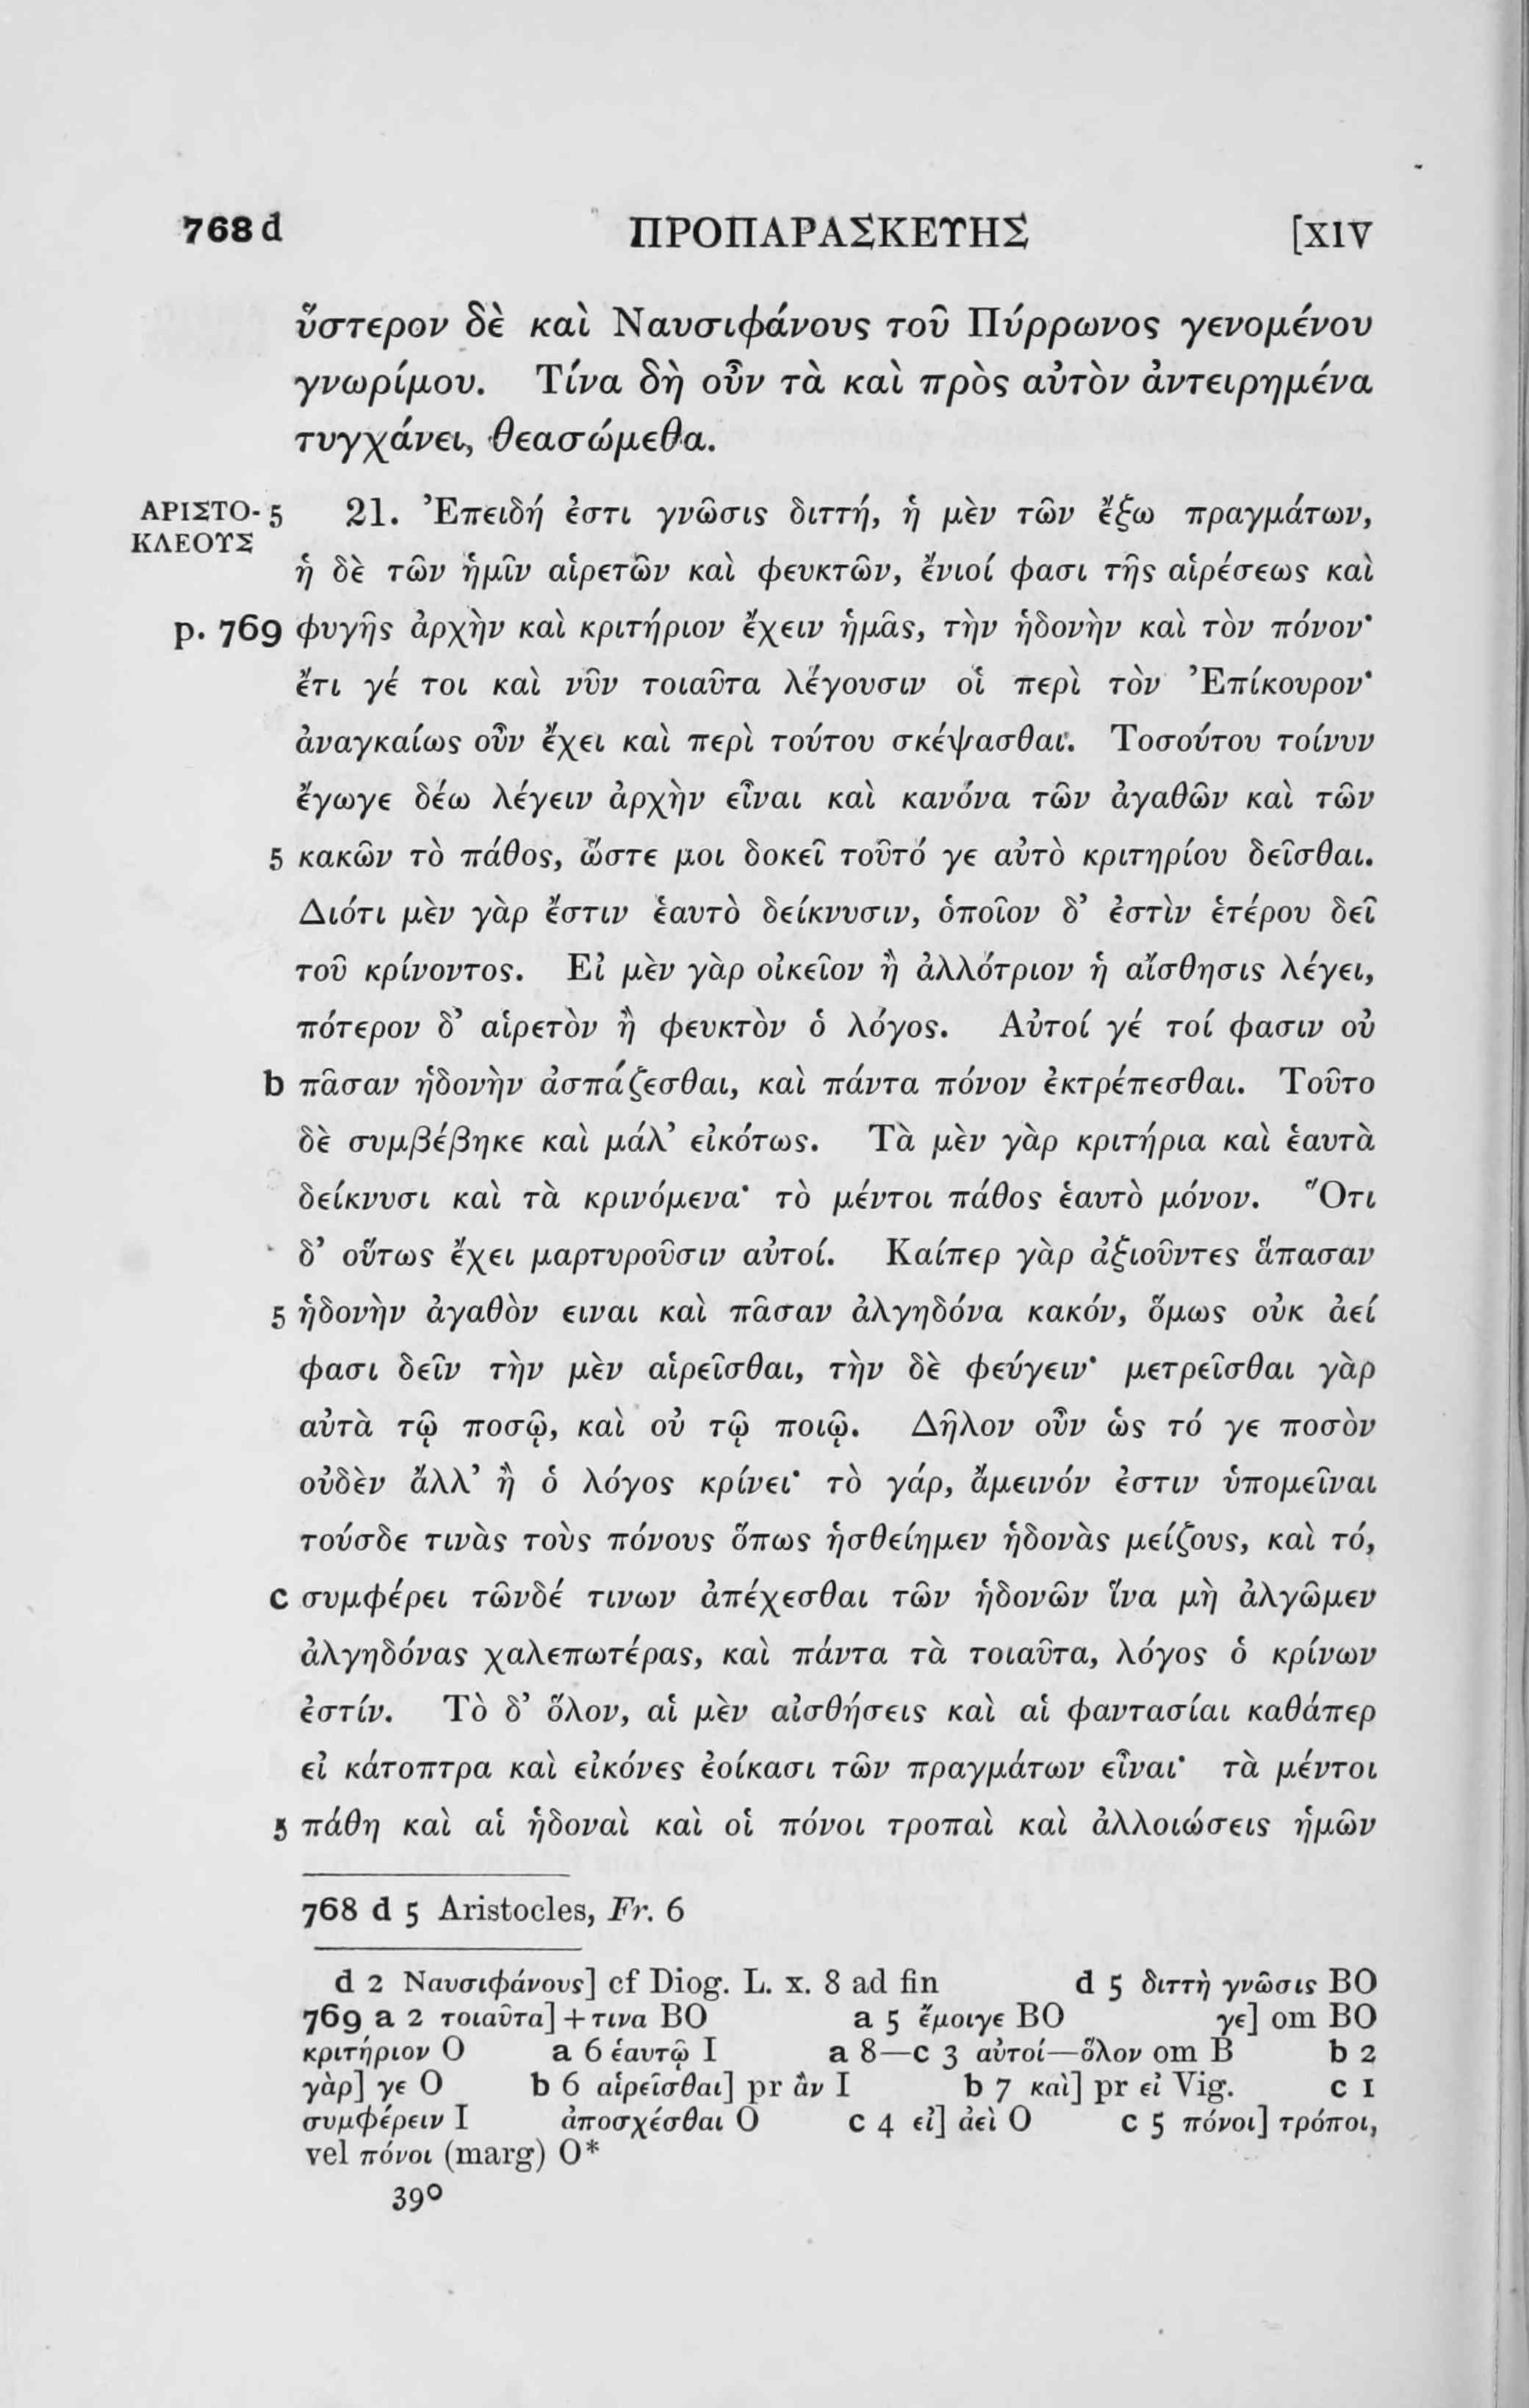 768 d ΠΡΟΠΑΡΑΣΚΕΥΗΣ [XIV
ὕστερον δὲ καὶ Ναυσιφάνους τοῦ Πύρρωνος γενομένου
γνωρίμου. Τίνα δὴ οὖν τὰ καὶ πρὸς αὐτὸν ἀντειρημένα
τυγχάνει, θεασώμεθα.
ΑΡΙΣΤΟ- 5 21. Ἐπειδή ἐστι γνῶσις διττή, ἡ μὲν τῶν ἔξω πραγμάτων,
ΚΛΕΟΥΣ
ἡ δὲ τῶν ἡμῖν αἱρετῶν καὶ φευκτῶν, ἔνιοί φασι τῆς αἱρέσεως καὶ
p. 769 φυγῆς ἀρχὴν καὶ κριτήριον ἔχειν ἡμᾶς, τὴν ἡδονὴν καὶ τὸν πόνον·
ἔτι γέ τοι καὶ νῦν τοιαῦτα λέγουσιν οἱ περὶ τὸν Ἐπίκουρον·
ἀναγκαίως οὖν ἔχει καὶ περὶ τούτου σκέψασθαι. Τοσούτου τοίνυν
ἔγωγε δέω λέγειν ἀρχὴν εἶναι καὶ κανόνα τῶν ἀγαθῶν καὶ τῶν
5 κακῶν τὸ πάθος, ὥστε μοι δοκεῖ τοῦτό γε αὐτὸ κριτηρίου δεῖσθαι.
Διότι μὲν γὰρ ἔστιν ἑαυτὸ δείκνυσιν, ὁποῖον δ’ ἐστὶν ἑτέρου δεῖ
τοῦ κρίνοντος. Εἰ μὲν γὰρ οἰκεῖον ἢ ἀλλότριον ἡ αἴσθησις λέγει,
πότερον δ’ αἱρετὸν ἢ φευκτὸν ὁ λόγος. Αὐτοί γέ τοί φασιν οὐ
b πᾶσαν ἡδονὴν ἀσπάζεσθαι, καὶ πάντα πόνον ἐκτρέπεσθαι. Τοῦτο
δὲ συμβέβηκε καὶ μάλ’ εἰκότως. Τὰ μὲν γὰρ κριτήρια καὶ ἑαυτὰ
δείκνυσι καὶ τὰ κρινόμενα· τὸ μέντοι πάθος ἑαυτὸ μόνον. Ὅτι
δ’ οὕτως ἔχει μαρτυροῦσιν αὐτοί. Καίπερ γὰρ ἀξιοῦντες ἅπασαν
5 ἡδονὴν ἀγαθὸν ειναι καὶ πᾶσαν ἀλγηδόνα κακόν, ὅμως οὐκ ἀεί
φασι δεῖν τὴν μὲν αἱρεῖσθαι, τὴν δὲ φεύγειν· μετρεῖσθαι γὰρ
αὐτὰ τῷ ποσῷ, καὶ οὐ τῷ ποιῷ. Δῆλον οὖν ὡς τό γε ποσὸν
οὐδὲν ἄλλ’ ἢ ὁ λόγος κρίνει· τὸ γάρ, ἄμεινόν ἐστιν ὑπομεῖναι
τούσδε τινὰς τοὺς πόνους ὅπως ἡσθείημεν ἡδονὰς μείζους, καὶ τό,
c συμφέρει τῶνδέ τινων ἀπέχεσθαι τῶν ἡδονῶν ἵνα μὴ ἀλγῶμεν
ἀλγηδόνας χαλεπωτέρας, καὶ πάντα τὰ τοιαῦτα, λόγος ὁ κρίνων
ἐστίν. Τὸ δ’ ὅλον, αἱ μὲν αἰσθήσεις καὶ αἱ φαντασίαι καθάπερ
εἰ κάτοπτρα καὶ εἰκόνες ἐοίκασι τῶν πραγμάτων εἶναι· τὰ μέντοι
5 πάθη καὶ αἱ ἡδοναὶ καὶ οἱ πόνοι τροπαὶ καὶ ἀλλοιώσεις ἡμῶν
768 d 5 Aristocles, Fr. 6
d 2 Ναυσιφάνους] cf Diog. L. x. 8 ad fin d 5 διττὴ γνῶσις BO
769 a 2 τοιαῦτα] + τινα BO a 5 ἔμοιγε BO γε] om BO
κριτήριον O a 6 ἑαυτῷ I a 8—c 3 αὐτοί—ὅλον om B b 2
γὰρ] γε O b 6 αἱρεῖσθαι] pr ἂν I b 7 καὶ] pr εἰ Vig. c 1
συμφέρειν I ἀποσχέσθαι O c 4 εἰ] ἀεὶ O c 5 πόνοι] τρόποι,
vel πόνοι (marg) O*
390